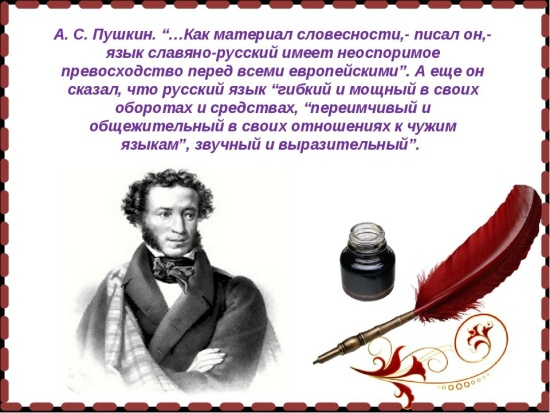 А. С. Пушкин. “…Как материал словесности,- писал он,-
язык славяно-русский имеет неоспоримое
превосходство перед всеми европейскими”. А еще он
сказал, что русский язык “гибкий и мощный в своих
оборотах и средствах, “переимчивый и
общежительный в своих отношениях к чужим
языкам”, звучный и выразительный”.